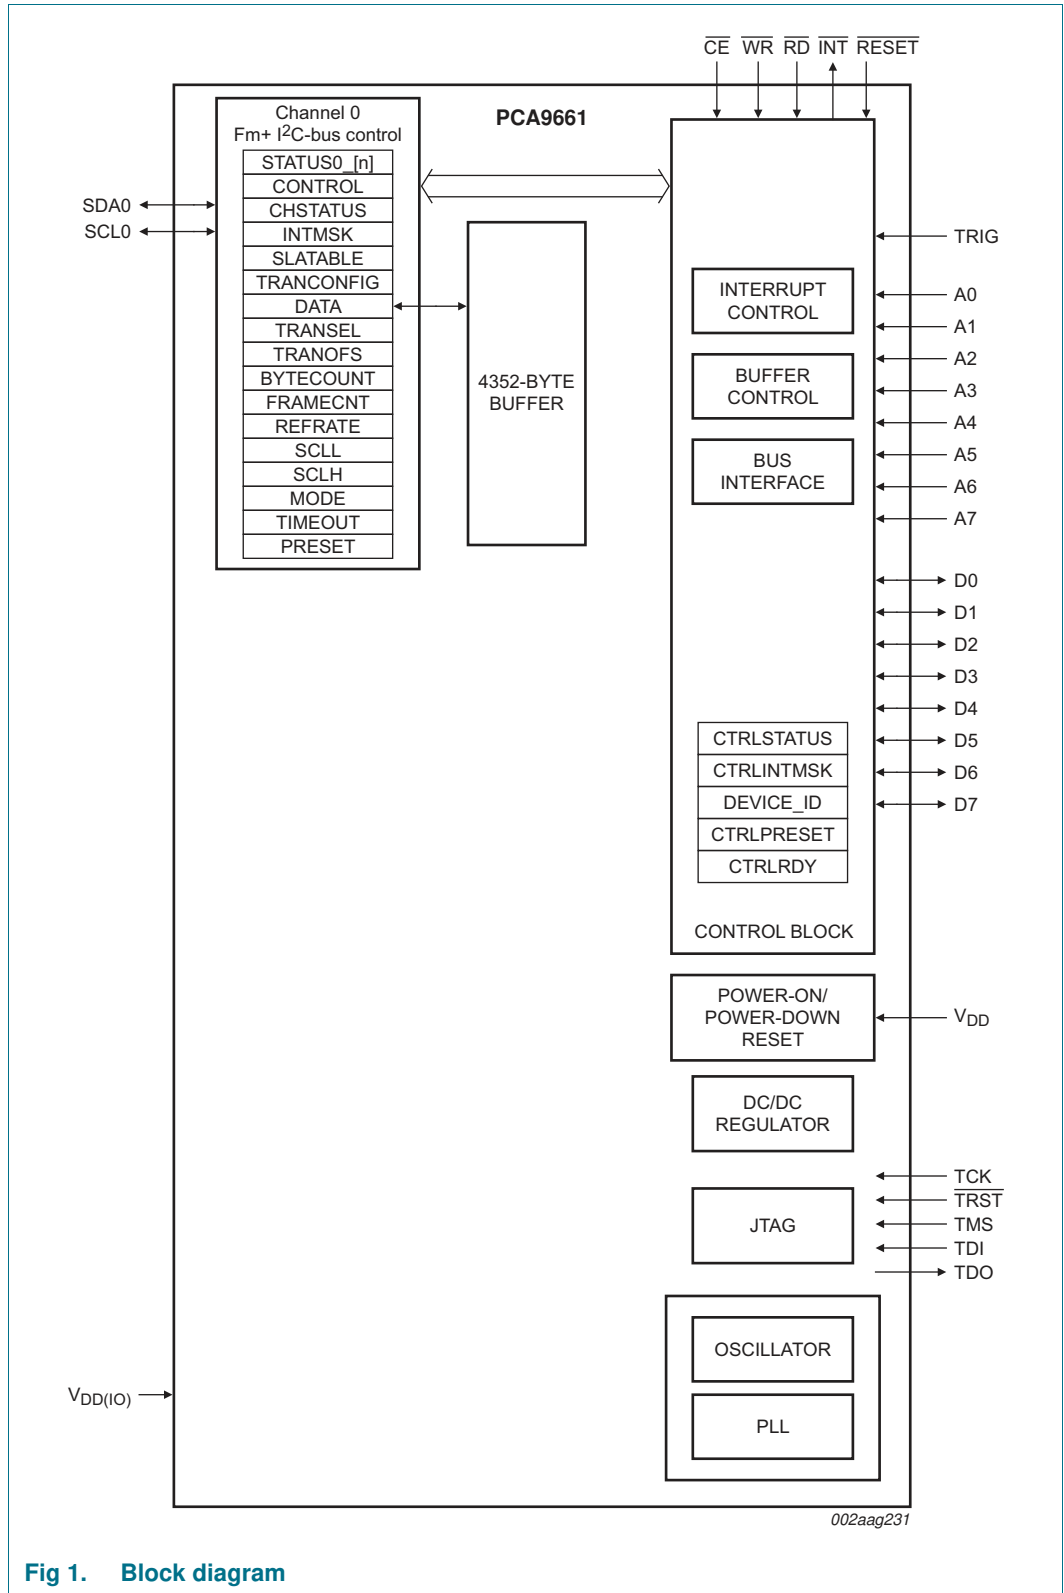 CE WR RD INT RESET
PCA9661
Channel 0
Fm+ I2C-bus control
STATUS0_[n]
CONTROL
CHSTATUS
INTMSK
SLATABLE
TRANCONFIG
DATA
TRANSEL
TRANOFS
BYTECOUNT
FRAMECNT
REFRATE
SCLL
SCLH
MODE
TIMEOUT
PRESET
SDA0
SCL0
4352-BYTE
BUFFER
INTERRUPT
CONTROL
BUFFER
CONTROL
BUS
INTERFACE
CTRLSTATUS
CTRLINTMSK
DEVICE_ID
CTRLPRESET
CTRLRDY
CONTROL BLOCK
TRIG
A0
A1
A2
A3
A4
A5
A6
A7
D0
D1
D2
D3
D4
D5
D6
D7
POWER-ON/
POWER-DOWN
RESET
VDD
DC/DC
REGULATOR
JTAG
TCK
TRST
TMS
TDI
TDO
OSCILLATOR
PLL
VDD(IO)
002aag231
Fig 1. Block diagram